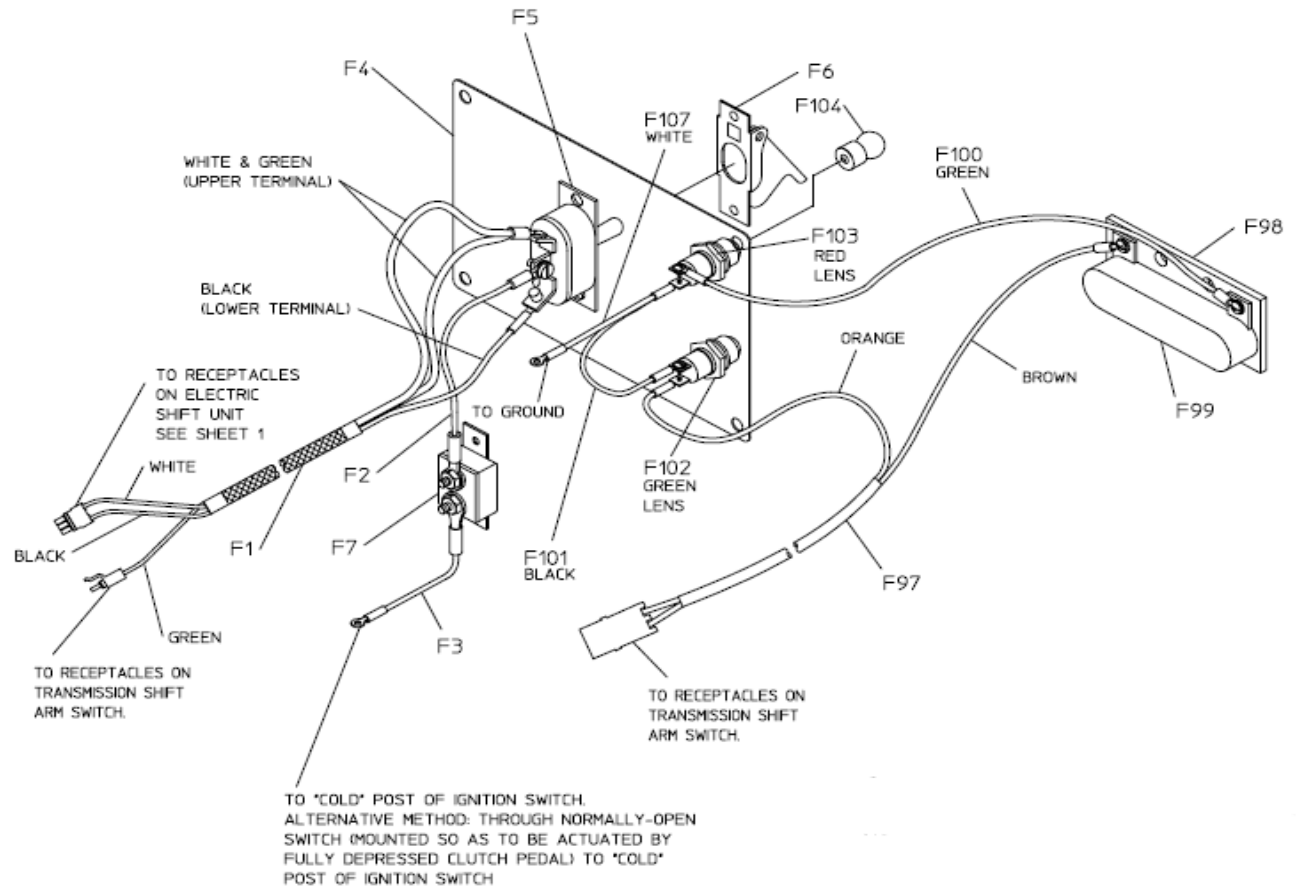 F5
F4
F6
F104
F107
WHITE
F100
GREEN
WHITE & GREEN
(UPPER TERMINAL)
F103
RED
LENS
F98
BLACK
(LOWER TERMINAL)
ORANGE
BROWN
TO RECEPTACLES
ON ELECTRIC
SHIFT UNIT
SEE SHEET 1
TO GROUND
F99
WHITE
F2
F102
GREEN
LENS
BLACK
F1
F7
F101
BLACK
F97
GREEN
F3
TO RECEPTACLES ON
TRANSMISSION SHIFT
ARM SWITCH.
TO RECEPTACLES ON
TRANSMISSION SHIFT
ARM SWITCH.
TO "COLD" POST OF IGNITION SWITCH.
ALTERNATIVE METHOD: THROUGH NORMALLY-OPEN
SWITCH (MOUNTED SO AS TO BE ACTUATED BY
FULLY DEPRESSED CLUTCH PEDAL) TO "COLD"
POST OF IGNITION SWITCH